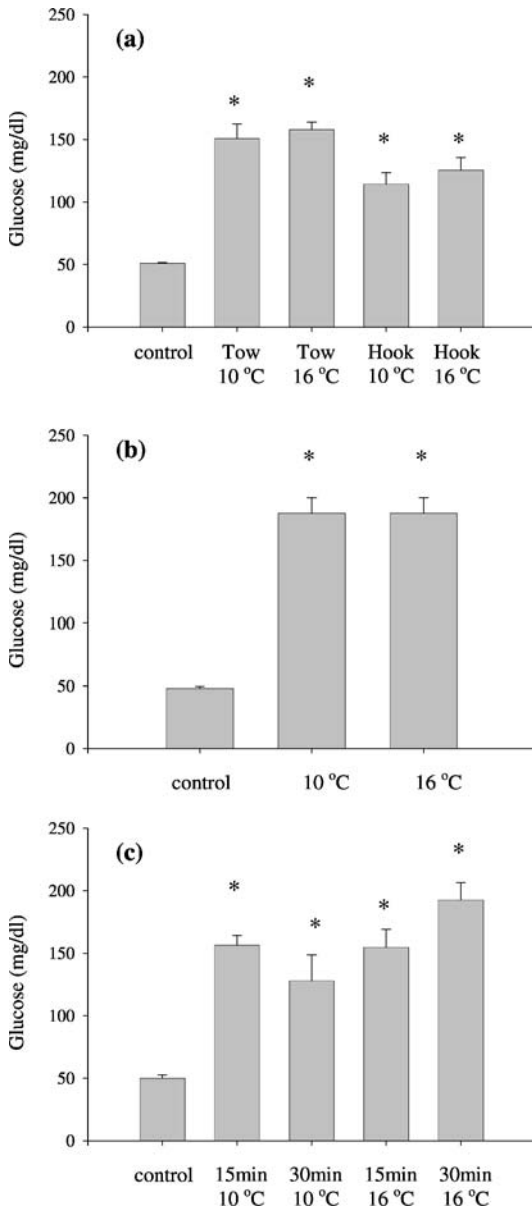 (a)
250
200
150
100
50
0
Glucose (mg/dl)
* * * *
control Tow Tow Hook Hook
10 °C 16 °C 10 °C 16 °C
(b)
250
200
150
100
50
0
Glucose (mg/dl)
* *
control 10 °C 16 °C
(c)
250
200
150
100
50
0
Glucose (mg/dl)
* * * *
control 15min 30min 15min 30min
10 °C 10 °C 16 °C 16 °C